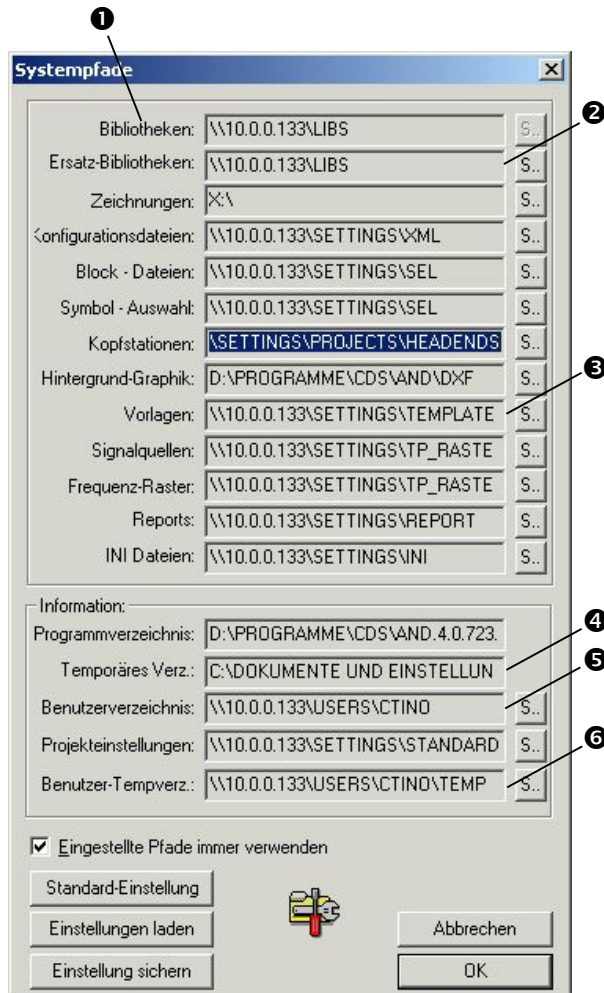 ❶
Systempfade
Bibliotheken: \\10.0.0.133\LIBS S..
❷
Ersatz-Bibliotheken: \\10.0.0.133\LIBS S..
Zeichnungen: X:\ S..
Konfigurationsdateien: \\10.0.0.133\SETTINGS\XML S..
Block - Dateien: \\10.0.0.133\SETTINGS\SEL S..
Symbol - Auswahl: \\10.0.0.133\SETTINGS\SEL S..
Kopfstationen: \SETTINGS\PROJECTS\HEADENDS S..
❸
Hintergrund-Graphik: D:\PROGRAMME\CDS\AND\DXF S..
Vorlagen: \\10.0.0.133\SETTINGS\TEMPLATE S..
Signalquellen: \\10.0.0.133\SETTINGS\TP_RASTE S..
Frequenz-Raster: \\10.0.0.133\SETTINGS\TP_RASTE S..
Reports: \\10.0.0.133\SETTINGS\REPORT S..
INI Dateien: \\10.0.0.133\SETTINGS\INI S..
Information:
Programmverzeichnis: D:\PROGRAMME\CDS\AND.4.0.723.
❹
Temporäres Verz.: C:\DOKUMENTE UND EINSTELLUN
❺
Benutzerverzeichnis: \\10.0.0.133\USERS\CTINO S..
Projekteinstellungen: \\10.0.0.133\SETTINGS\STANDARD S..
❻
Benutzer-Tempverz.: \\10.0.0.133\USERS\CTINO\TEMP S..
Eingestellte Pfade immer verwenden
Standard-Einstellung
Einstellungen laden Abbrechen
Einstellung sichern OK